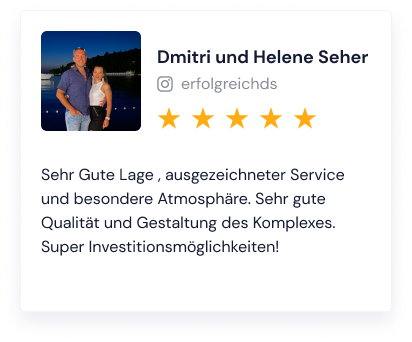 Dmitri und Helene Seher
erfolgreichds
Sehr Gute Lage , ausgezeichneter Service
und besondere Atmosphäre. Sehr gute
Qualität und Gestaltung des Komplexes.
Super Investitionsmöglichkeiten!